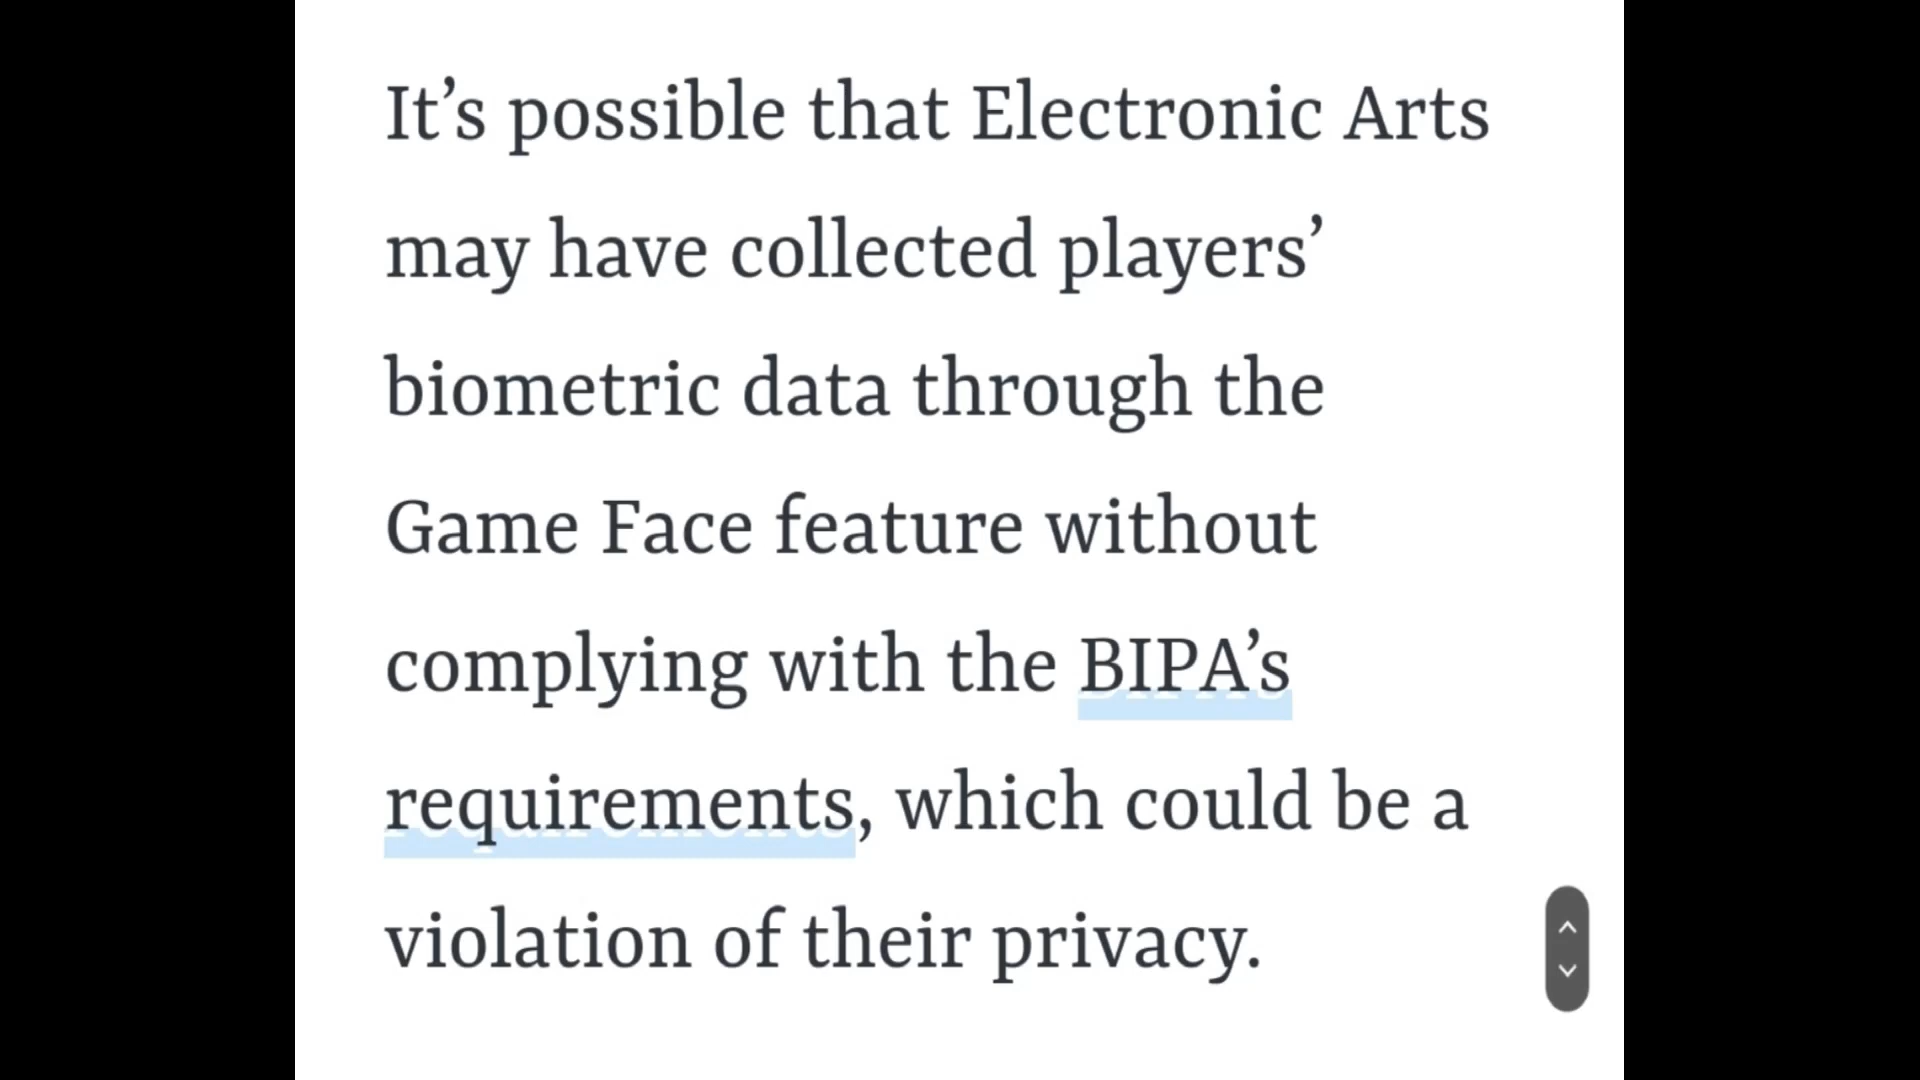 It’s possible that Electronic Arts
may have collected players’
biometric data through the
Game Face feature without
complying with the BIPA’s
requirements, which could be a
violation of their privacy.